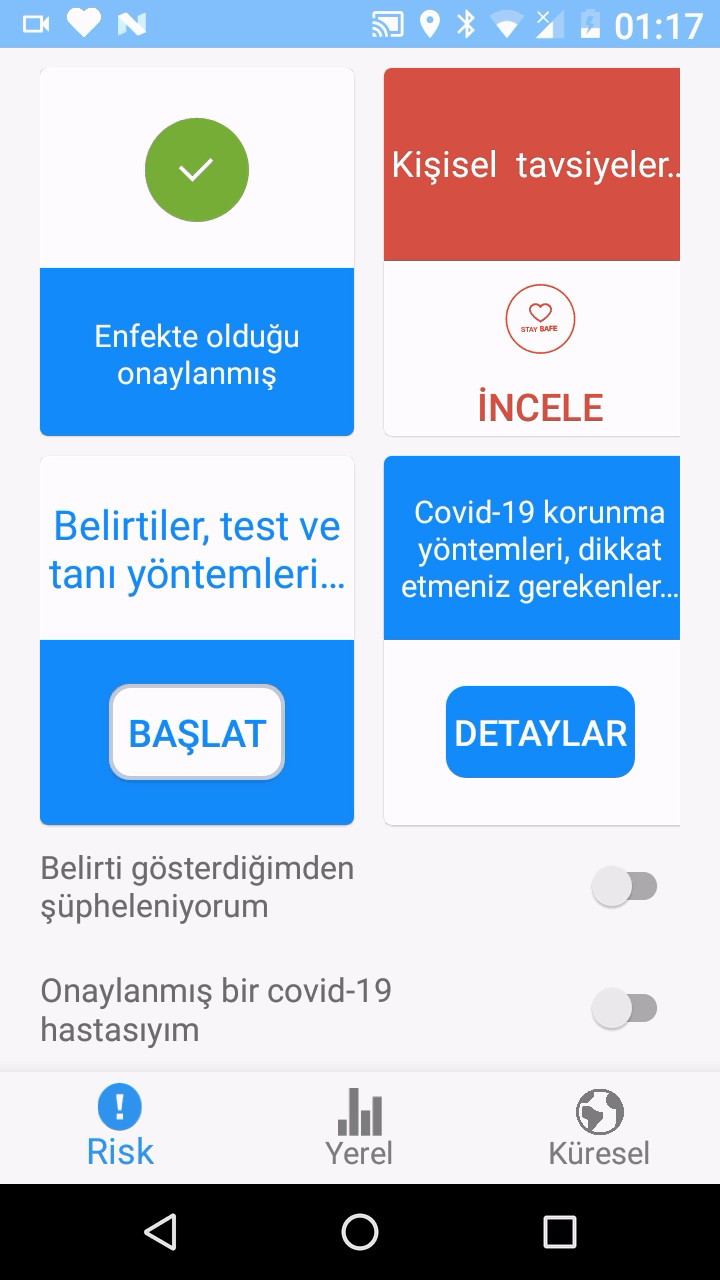 01:17
Enfekte olduğu
onaylanmış
Kişisel  tavsiyeler..
STAY SAFE
İNCELE
Belirtiler, test ve
tanı yöntemleri...
BAŞLAT
Covid-19 korunma
yöntemleri, dikkat
etmeniz gerekenler...
DETAYLAR
Belirti gösterdiğimden
şüpheleniyorum
Onaylanmış bir covid-19
hastasıyım
Risk
Yerel
Küresel